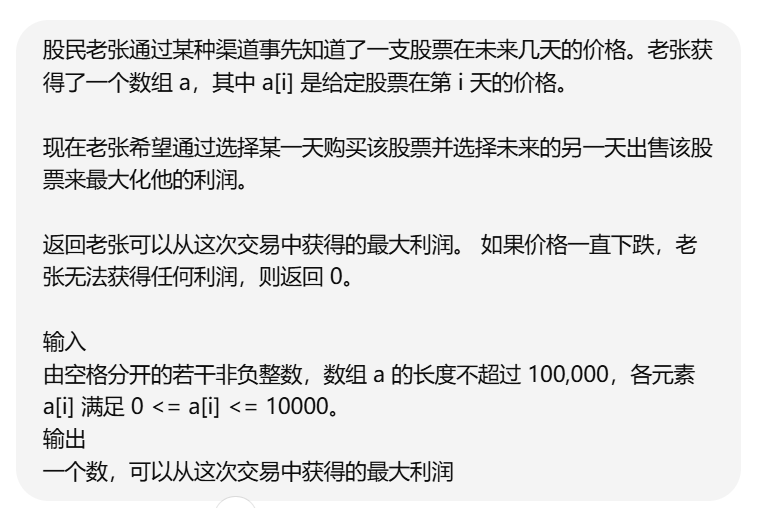 股民老张通过某种渠道事先知道了一支股票在未来几天的价格。老张获
得了一个数组 a，其中 a[i] 是给定股票在第 i 天的价格。
现在老张希望通过选择某一天购买该股票并选择未来的另一天出售该股
票来最大化他的利润。
返回老张可以从这次交易中获得的最大利润。 如果价格一直下跌，老
张无法获得任何利润，则返回 0。
输入
由空格分开的若干非负整数，数组 a 的长度不超过 100,000，各元素
a[i] 满足 0 <= a[i] <= 10000。
输出
一个数，可以从这次交易中获得的最大利润